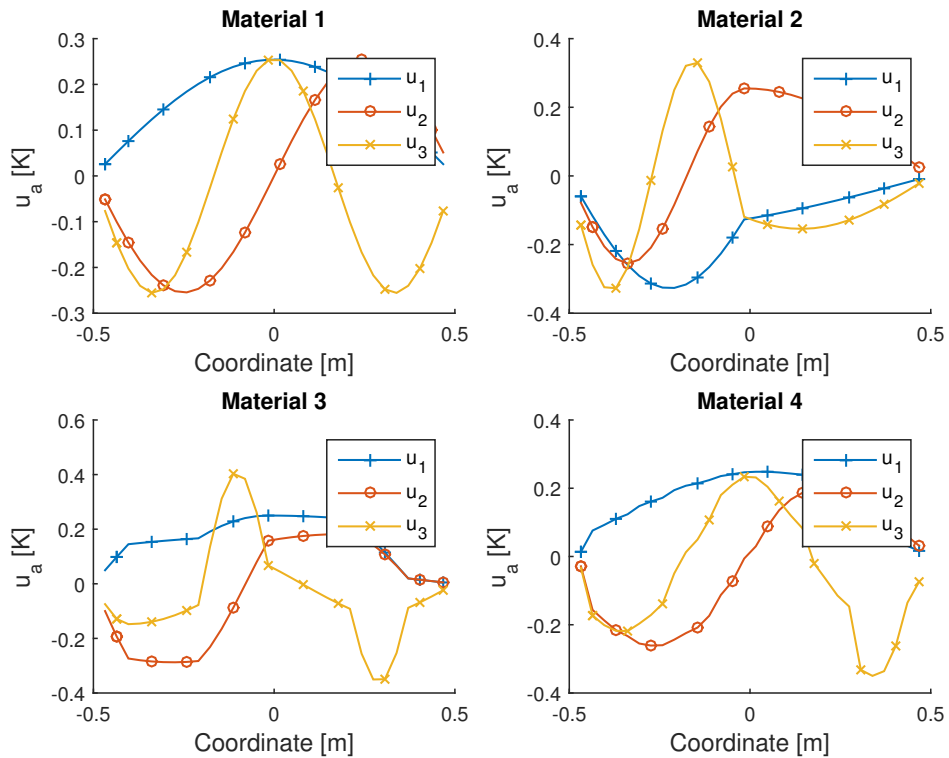 Material 1
0.3
0.2
0.1
0
-0.1
-0.2
-0.3
u_a [K]
-0.5
0
0.5
Coordinate [m]
u_1
u_2
u_3
Material 2
0.4
0.2
0
-0.2
-0.4
u_a [K]
-0.5
0
0.5
Coordinate [m]
u_1
u_2
u_3
Material 3
0.6
0.4
0.2
0
-0.2
-0.4
u_a [K]
-0.5
0
0.5
Coordinate [m]
u_1
u_2
u_3
Material 4
0.4
0.2
0
-0.2
-0.4
u_a [K]
-0.5
0
0.5
Coordinate [m]
u_1
u_2
u_3